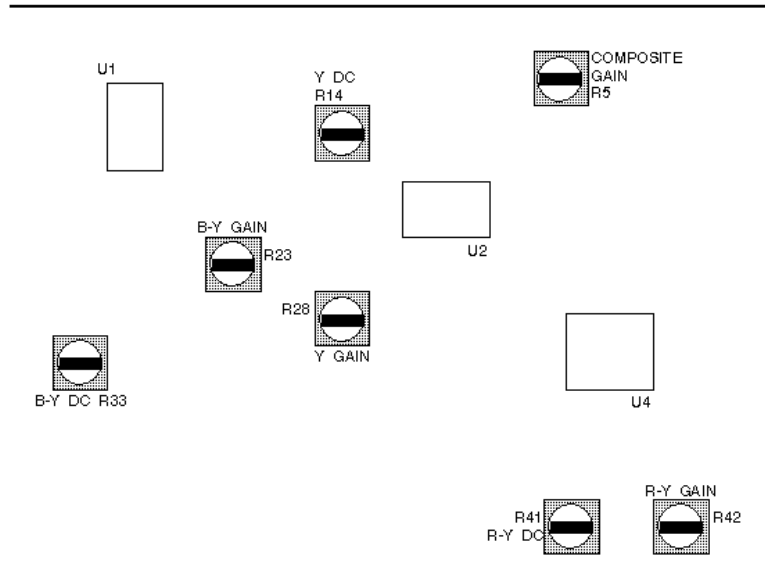 U1
Y DC
R14
COMPOSITE
GAIN
R5
B-Y GAIN
R23
U2
R28
Y GAIN
B-Y DC R33
U4
R41
R-Y DC
R-Y GAIN
R42